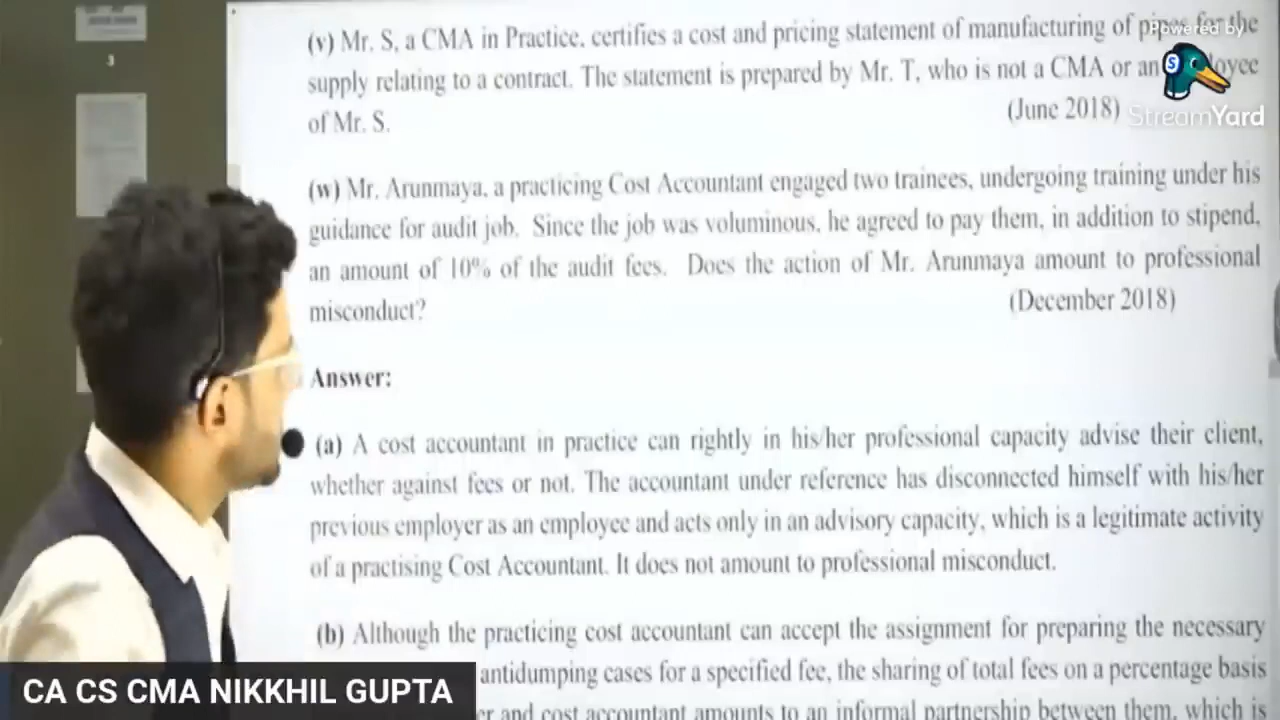 Powered by
StreamYard
3
(v) Mr. S, a CMA in Practice, certifies a cost and pricing statement of manufacturing of pipes for the
supply relating to a contract. The statement is prepared by Mr. T, who is not a CMA or an
of Mr. S. (June 2018)
(w) Mr. Arunmaya, a practicing Cost Accountant engaged two trainees, undergoing training under his
guidance for audit job. Since the job was voluminous, he agreed to pay them, in addition to stipend,
an amount of 10% of the audit fees. Does the action of Mr. Arunmaya amount to professional
misconduct? (December 2018)
Answer:
(a) A cost accountant in practice can rightly in his/her professional capacity advise their client,
whether against fees or not. The accountant under reference has disconnected himself with his/her
previous employer as an employee and acts only in an advisory capacity, which is a legitimate activity
of a practising Cost Accountant. It does not amount to professional misconduct.
(b) Although the practicing cost accountant can accept the assignment for preparing the necessary
antidumping cases for a specified fee, the sharing of total fees on a percentage basis
and cost accountant amounts to an informal partnership between them, which is
CA CS CMA NIKKHIL GUPTA